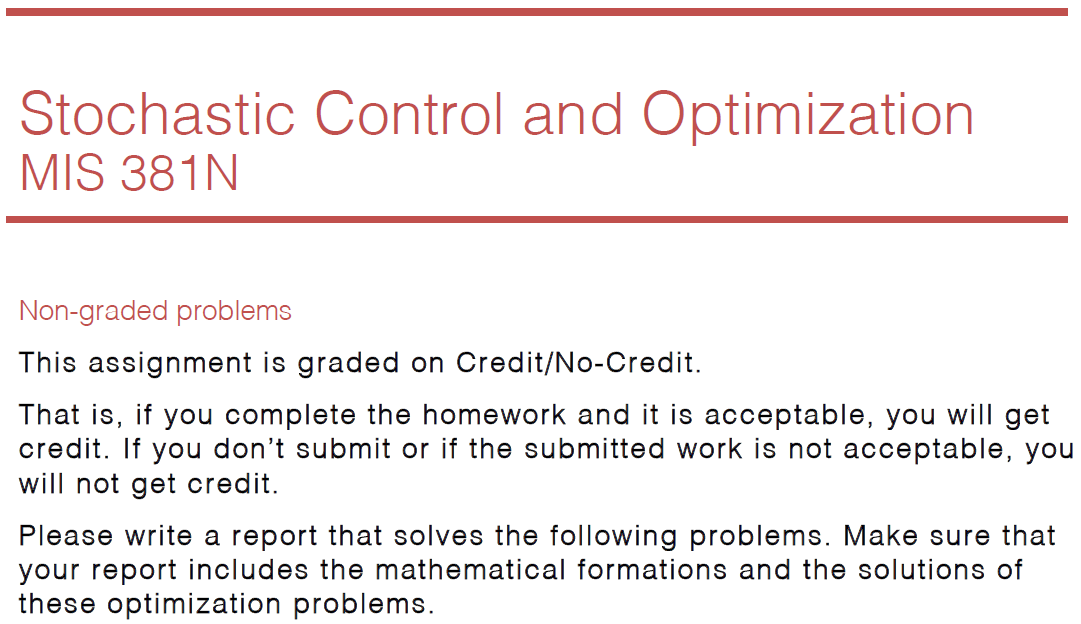 Stochastic Control and Optimization
MIS 381N
Non-graded problems
This assignment is graded on Credit/No-Credit.
That is, if you complete the homework and it is acceptable, you will get
credit. If you don’t submit or if the submitted work is not acceptable, you
will not get credit.
Please write a report that solves the following problems. Make sure that
your report includes the mathematical formations and the solutions of
these optimization problems.